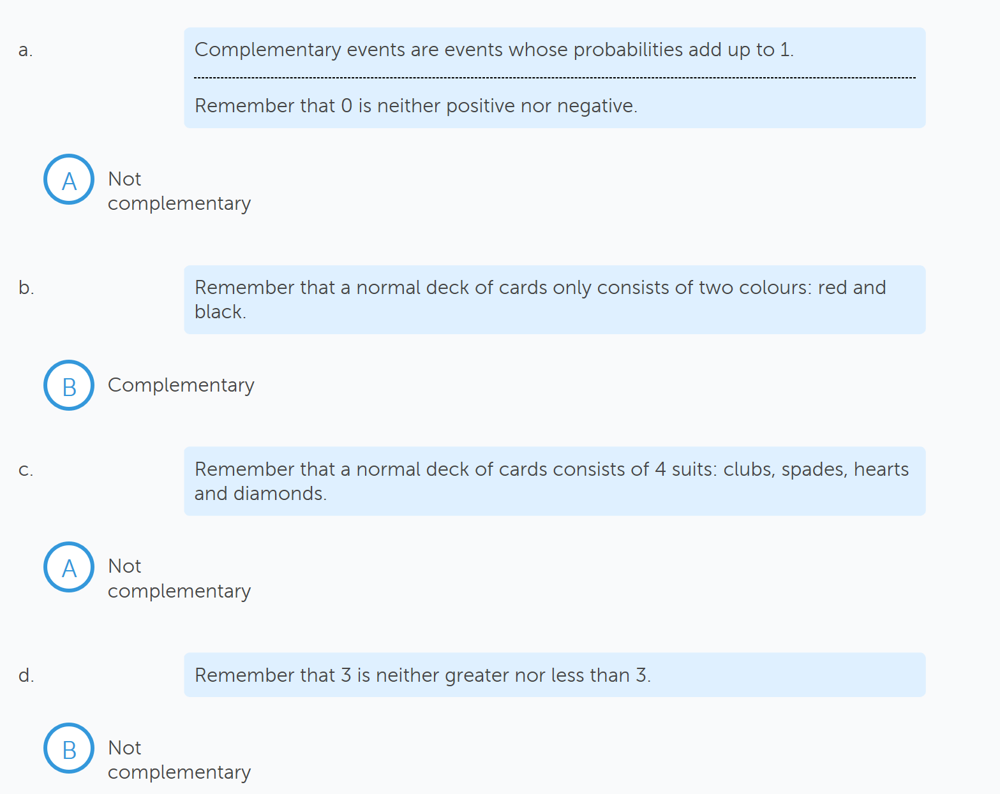 a.
Complementary events are events whose probabilities add up to 1.
Remember that 0 is neither positive nor negative.
A
Not
complementary
b.
Remember that a normal deck of cards only consists of two colours: red and
black.
B
Complementary
c.
Remember that a normal deck of cards consists of 4 suits: clubs, spades, hearts
and diamonds.
A
Not
complementary
d.
Remember that 3 is neither greater nor less than 3.
B
Not
complementary